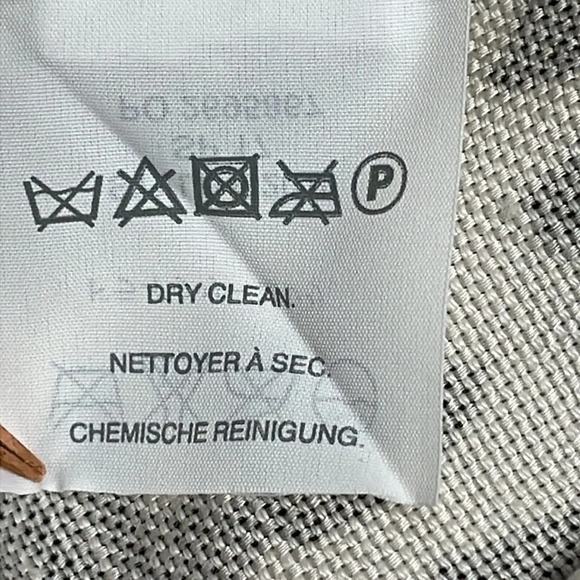 P
DRY CLEAN.
NETTOYER À SEC.
CHEMISCHE REINIGUNG.